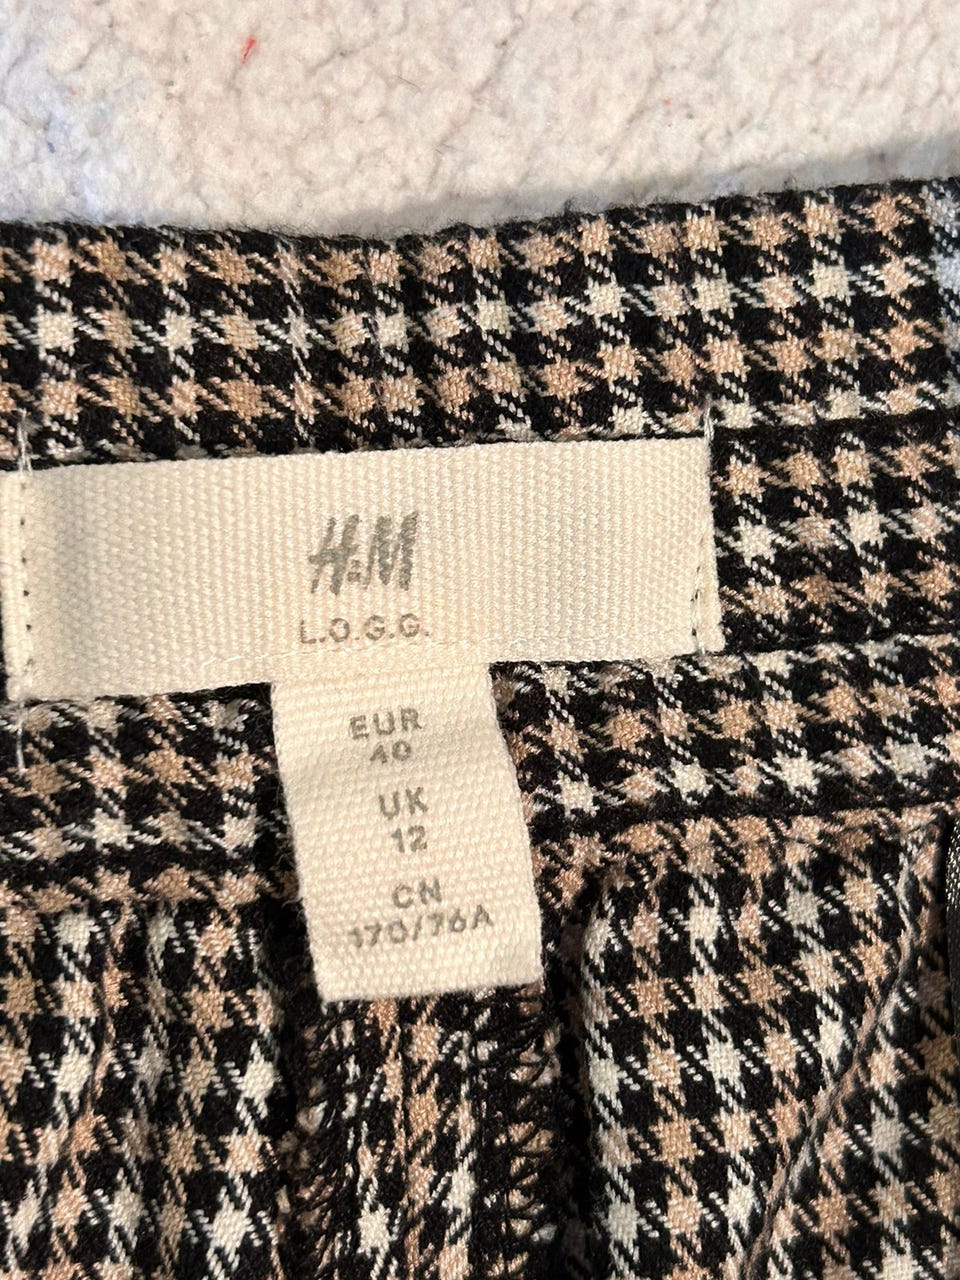 H&M
L.O.G.G.
EUR
40
UK
12
CN
170/76A